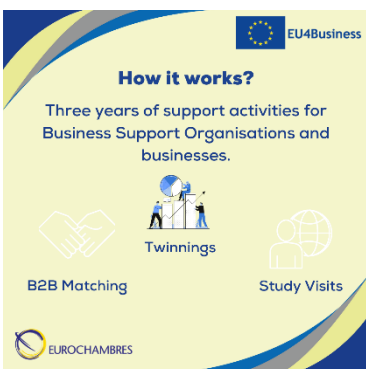 EU4Business
How it works?
Three years of support activities for
Business Support Organisations and
businesses.
Twinnings
B2B Matching
Study Visits
EUROCHAMBRES